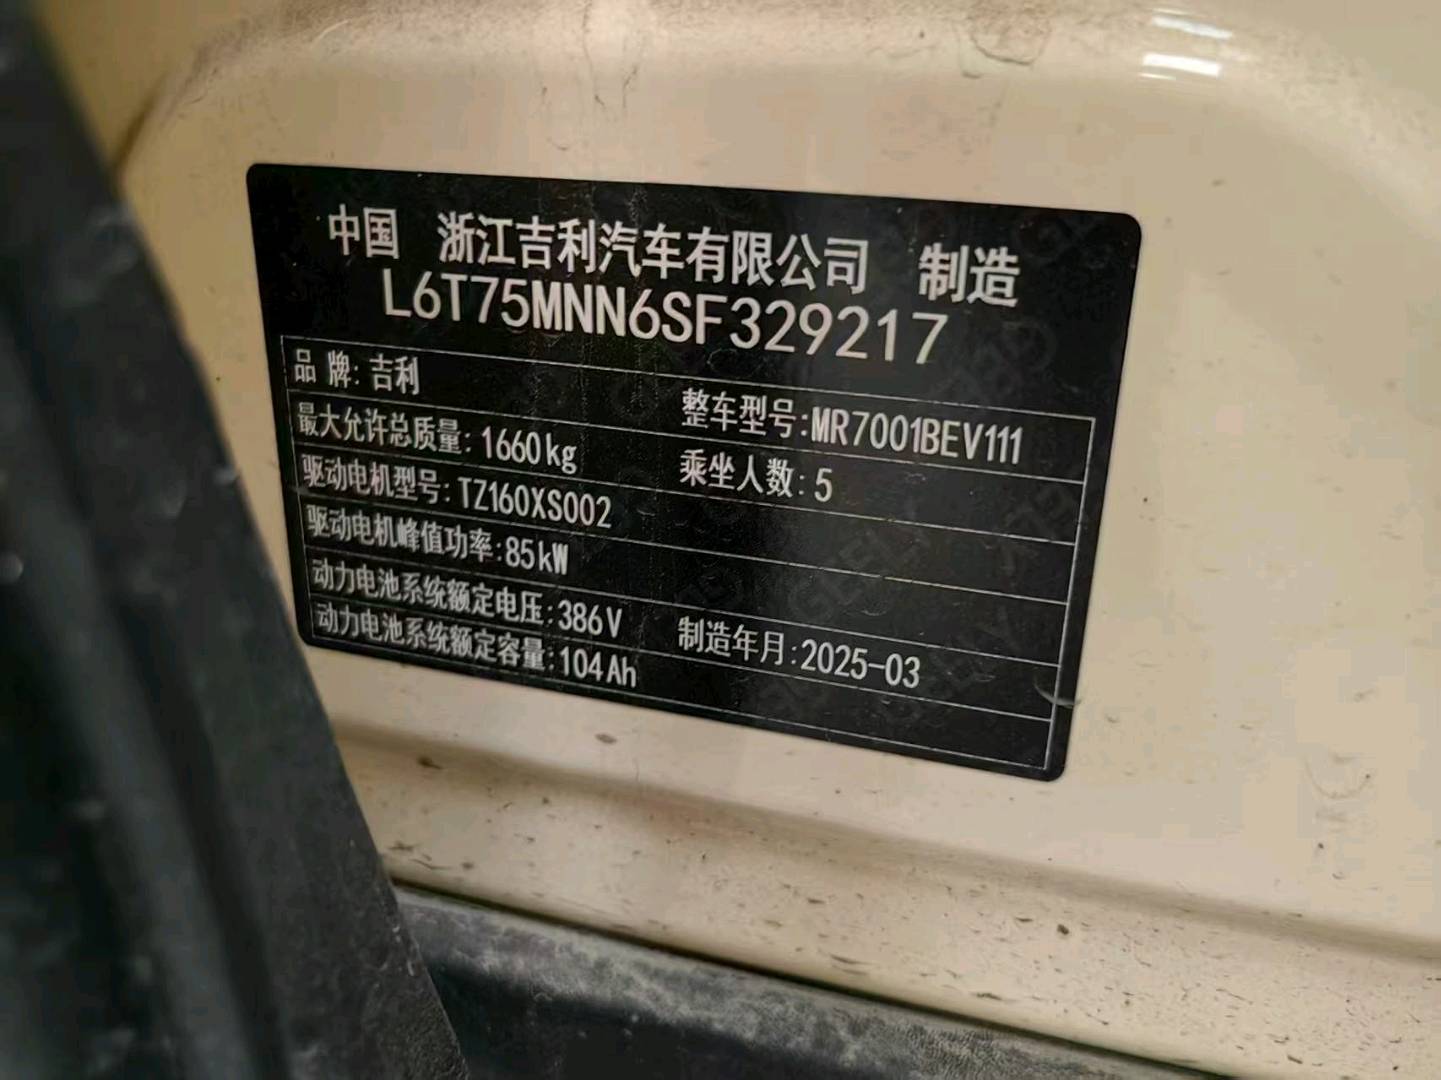 中国 浙江吉利汽车有限公司 制造
L6T75MNN6SF329217
品牌:吉利
整车型号:MR7001BEV111
最大允许总质量:1660kg
乘坐人数:5
驱动电机型号:TZ160XS002
驱动电机峰值功率:85kW
动力电池系统额定电压:386V
制造年月:2025-03
动力电池系统额定容量:104Ah